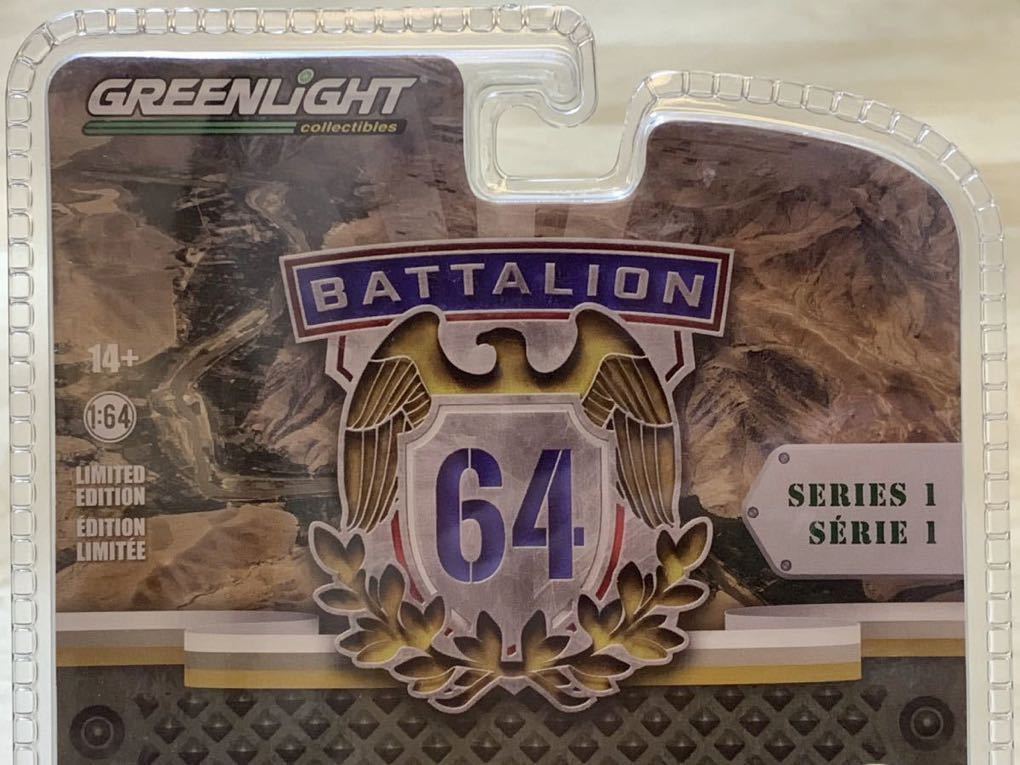 GREENLiGHT
collectibles
BATTALION
14+
1:64
LIMITED
EDITION
ÉDITION
LIMITÉE
64
SERIES 1
SÉRIE 1